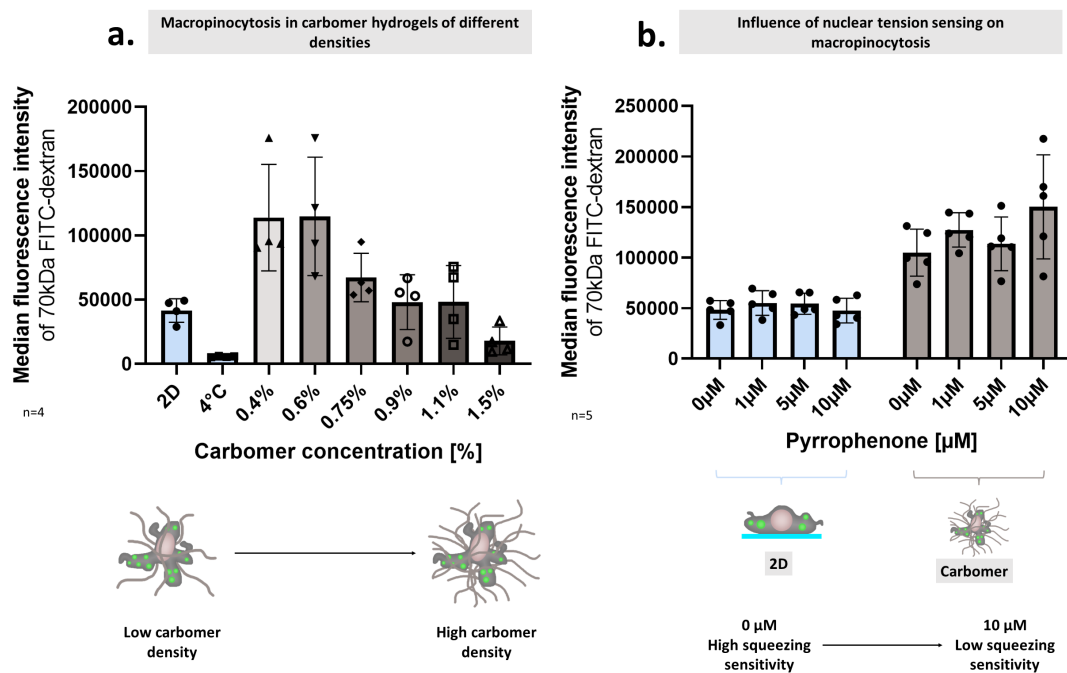 a.
Macropinocytosis in carbomer hydrogels of different
densities
Median fluorescence intensity
of 70kDa FITC-dextran
200000
150000
100000
50000
0
2D
4°C
0.4%
0.6%
0.75%
0.9%
1.1%
1.5%
n=4
Carbomer concentration [%]
Low carbomer
density
High carbomer
density
b.
Influence of nuclear tension sensing on
macropinocytosis
Median fluorescence intensity
of 70kDa FITC-dextran
250000
200000
150000
100000
50000
0
0µM
1µM
5µM
10µM
0µM
1µM
5µM
10µM
n=5
Pyrrophenone [µM]
2D
Carbomer
0 µM
High squeezing
sensitivity
10 µM
Low squeezing
sensitivity